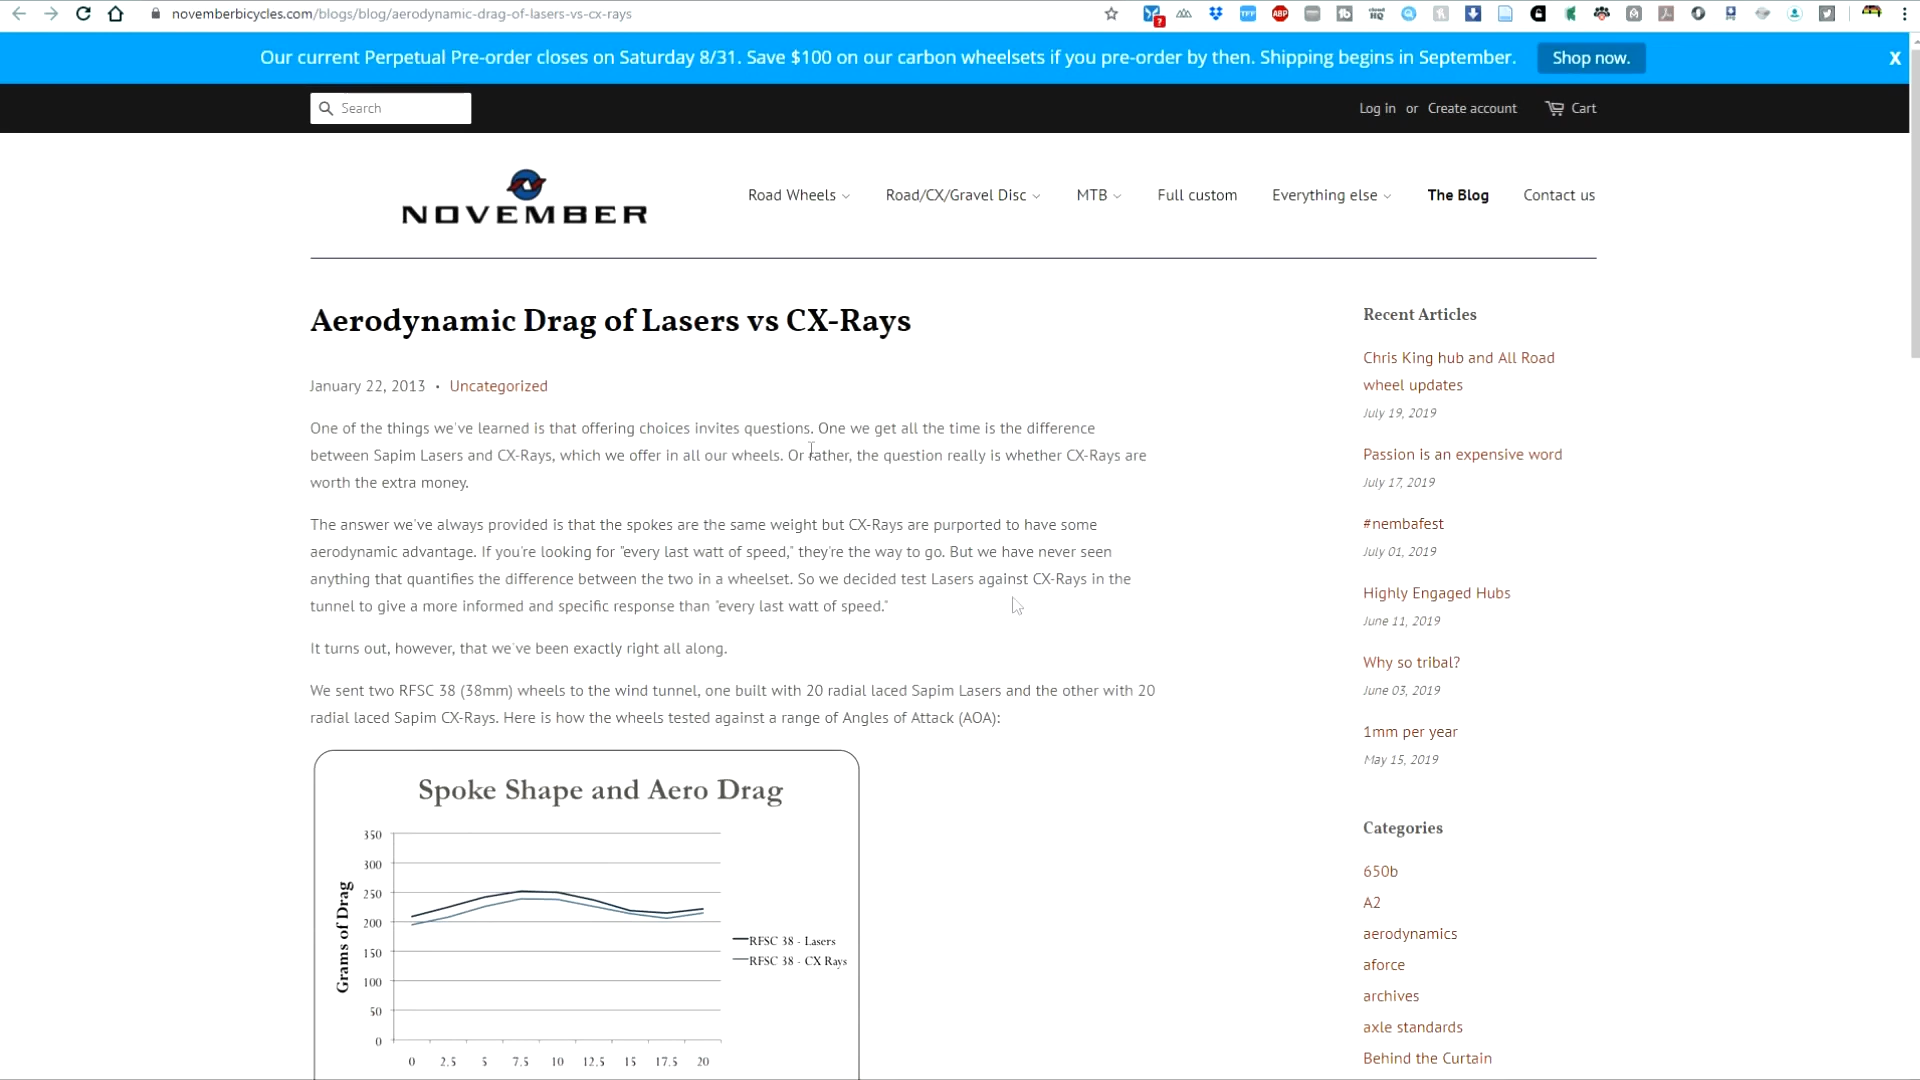 novemberbicycles.com/blogs/blog/aerodynamic-drag-of-lasers-vs-cx-rays
Our current Perpetual Pre-order closes on Saturday 8/31. Save $100 on our carbon wheelsets if you pre-order by then. Shipping begins in September.
Shop now.
X
Search
Log in or Create account
Cart
NOVEMBER
Road Wheels
Road/CX/Gravel Disc
MTB
Full custom
Everything else
The Blog
Contact us
Aerodynamic Drag of Lasers vs CX-Rays
January 22, 2013 • Uncategorized
One of the things we've learned is that offering choices invites questions. One we get all the time is the difference
between Sapim Lasers and CX-Rays, which we offer in all our wheels. Or rather, the question really is whether CX-Rays are
worth the extra money.
The answer we've always provided is that the spokes are the same weight but CX-Rays are purported to have some
aerodynamic advantage. If you're looking for "every last watt of speed," they're the way to go. But we have never seen
anything that quantifies the difference between the two in a wheelset. So we decided test Lasers against CX-Rays in the
tunnel to give a more informed and specific response than "every last watt of speed."
It turns out, however, that we've been exactly right all along.
We sent two RFSC 38 (38mm) wheels to the wind tunnel, one built with 20 radial laced Sapim Lasers and the other with 20
radial laced Sapim CX-Rays. Here is how the wheels tested against a range of Angles of Attack (AOA):
Spoke Shape and Aero Drag
Grams of Drag
350
300
250
200
150
100
50
0
0 2.5 5 7.5 10 12.5 15 17.5 20
RFSC 38 - Lasers
RFSC 38 - CX Rays
Recent Articles
Chris King hub and All Road
wheel updates
July 19, 2019
Passion is an expensive word
July 17, 2019
#nembafest
July 01, 2019
Highly Engaged Hubs
June 11, 2019
Why so tribal?
June 03, 2019
1mm per year
May 15, 2019
Categories
650b
A2
aerodynamics
aforce
archives
axle standards
Behind the Curtain